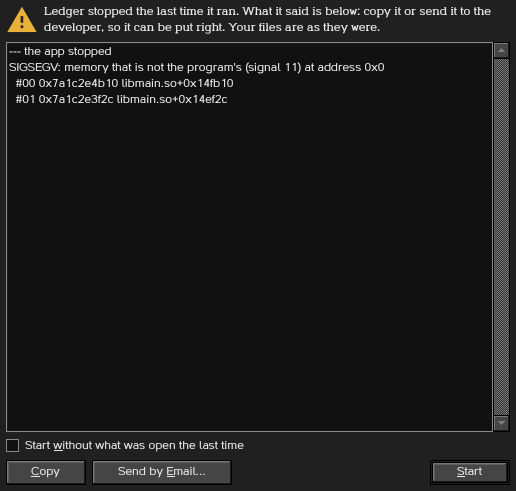 Ledger stopped the last time it ran. What it said is below: copy it or send it to the
developer, so it can be put right. Your files are as they were.
--- the app stopped
SIGSEGV: memory that is not the program's (signal 11) at address 0x0
#00 0x7a1c2e4b10 libmain.so+0x14fb10
#01 0x7a1c2e3f2c libmain.so+0x14ef2c
Start without what was open the last time
Copy
Send by Email...
Start